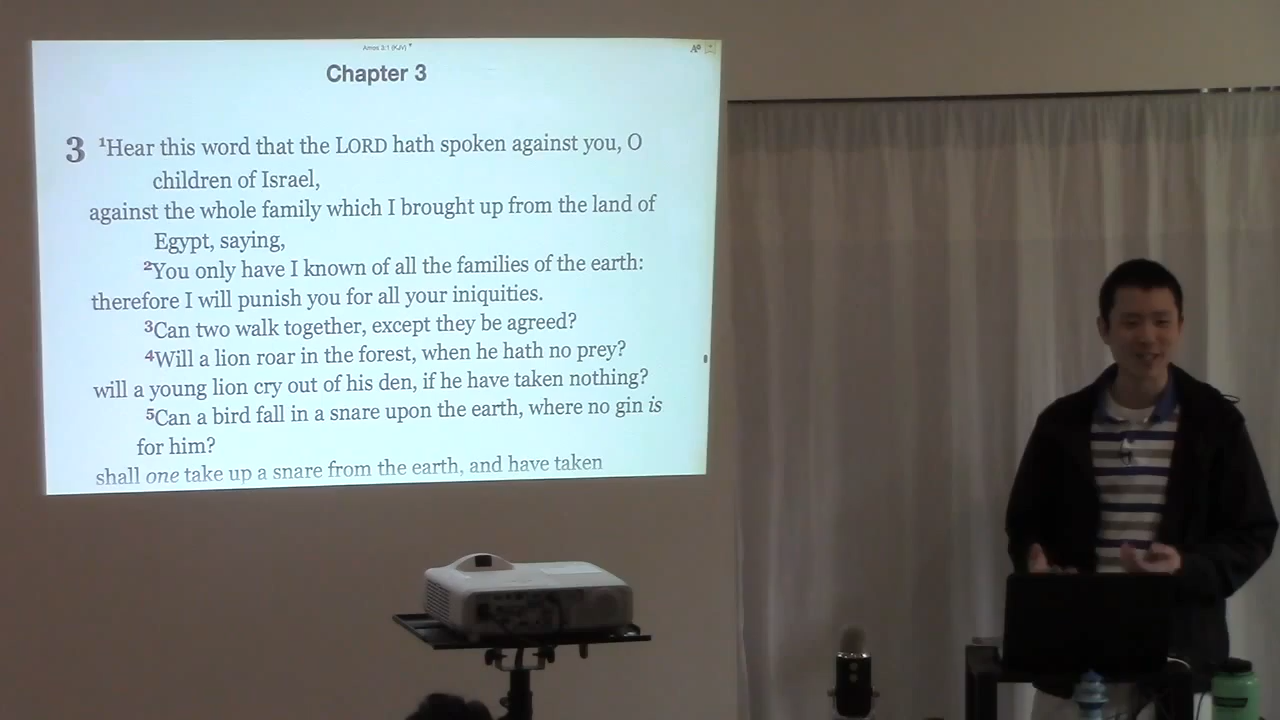 Amos 3:1 (KJV)
Chapter 3
3 1Hear this word that the LORD hath spoken against you, O
children of Israel,
against the whole family which I brought up from the land of
Egypt, saying,
2You only have I known of all the families of the earth:
therefore I will punish you for all your iniquities.
3Can two walk together, except they be agreed?
4Will a lion roar in the forest, when he hath no prey?
will a young lion cry out of his den, if he have taken nothing?
5Can a bird fall in a snare upon the earth, where no gin is
for him?
shall one take up a snare from the earth, and have taken